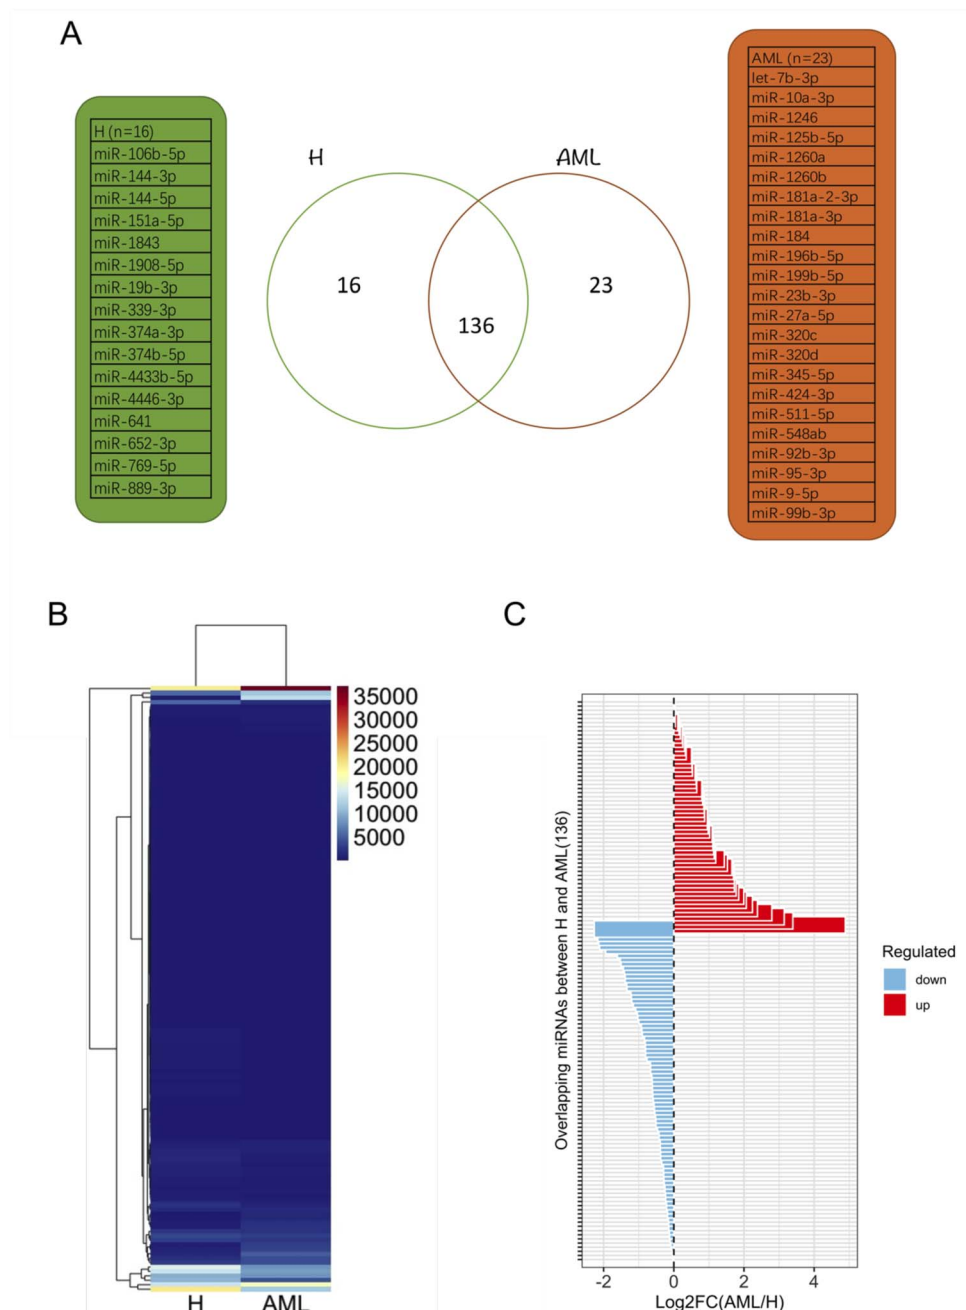 A
H (n=16)
miR-106b-5p
miR-144-3p
miR-144-5p
miR-151a-5p
miR-1843
miR-1908-5p
miR-19b-3p
miR-339-3p
miR-374a-3p
miR-374b-5p
miR-4433b-5p
miR-4446-3p
miR-641
miR-652-3p
miR-769-5p
miR-889-3p
H
AML
16
136
23
AML (n=23)
let-7b-3p
miR-10a-3p
miR-1246
miR-125b-5p
miR-1260a
miR-1260b
miR-181a-2-3p
miR-181a-3p
miR-184
miR-196b-5p
miR-199b-5p
miR-23b-3p
miR-27a-5p
miR-320c
miR-320d
miR-345-5p
miR-424-3p
miR-511-5p
miR-548ab
miR-92b-3p
miR-95-3p
miR-9-5p
miR-99b-3p
B
35000
30000
25000
20000
15000
10000
5000
H
AML
C
Overlapping miRNAs between H and AML(136)
-2
0
2
4
Log2FC(AML/H)
Regulated
down
up